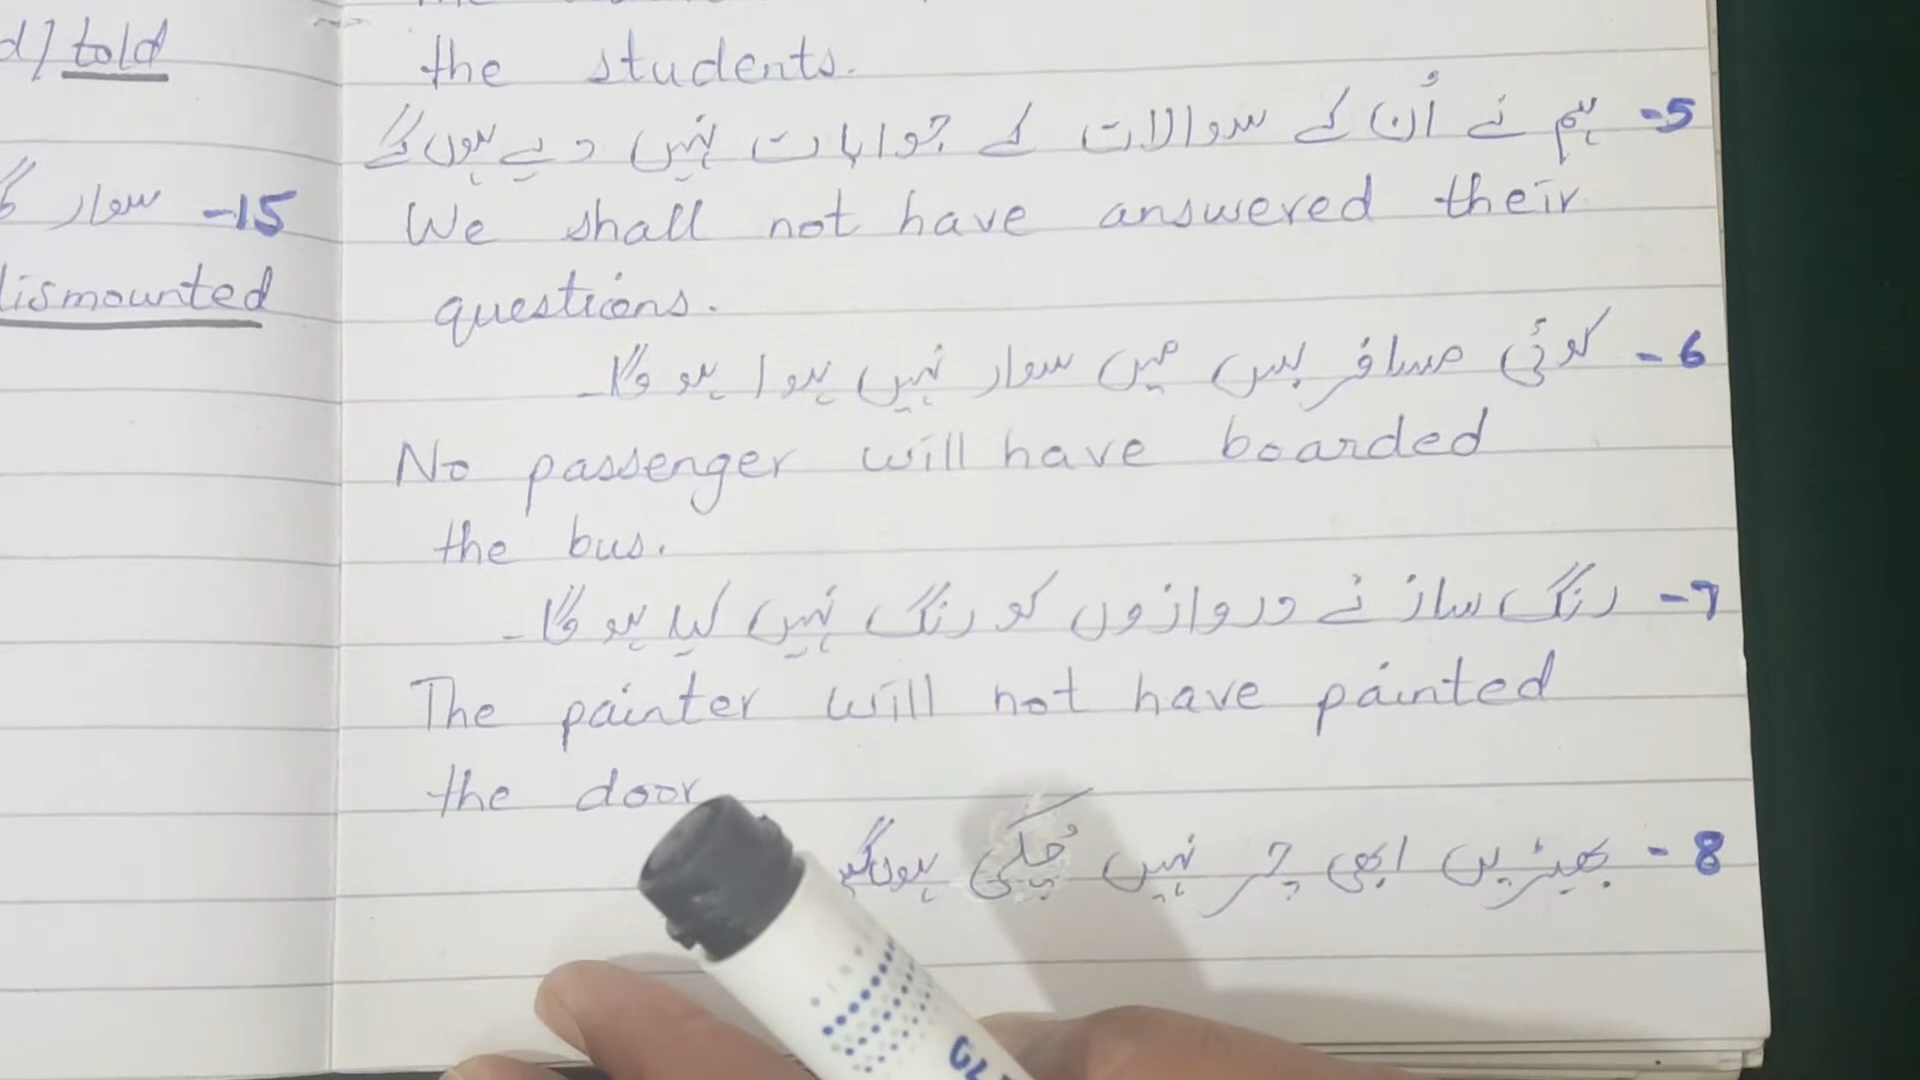 d/told
-15 سوار
dismounted
the students.
5- ہم نے اُن کے سوالات کے جوابات نہیں دیے ہوں گے
We shall not have answered their
questions.
6- کوئی مسافر بس میں سوار نہیں ہوا ہو گا۔
No passenger will have boarded
the bus.
7- رنگ ساز نے دروازوں کو رنگ نہیں کیا ہو گا۔
The painter will not have painted
the door
8- بھیڑیں ابھی چر نہیں چُکی ہوں گی